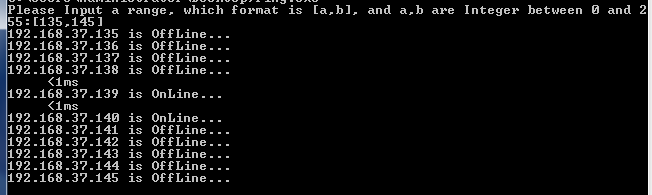 Please Input a range, which format is [a,b], and a,b are Integer between 0 and 2
55:[135,145]
192.168.37.135 is OffLine...
192.168.37.136 is OffLine...
192.168.37.137 is OffLine...
192.168.37.138 is OffLine...
<1ms
192.168.37.139 is OnLine...
<1ms
192.168.37.140 is OnLine...
192.168.37.141 is OffLine...
192.168.37.142 is OffLine...
192.168.37.143 is OffLine...
192.168.37.144 is OffLine...
192.168.37.145 is OffLine...